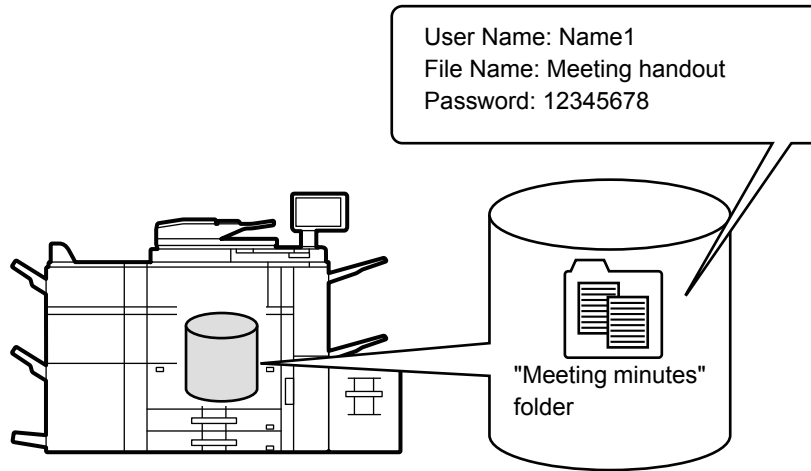 User Name: Name1
File Name: Meeting handout
Password: 12345678
"Meeting minutes"
folder